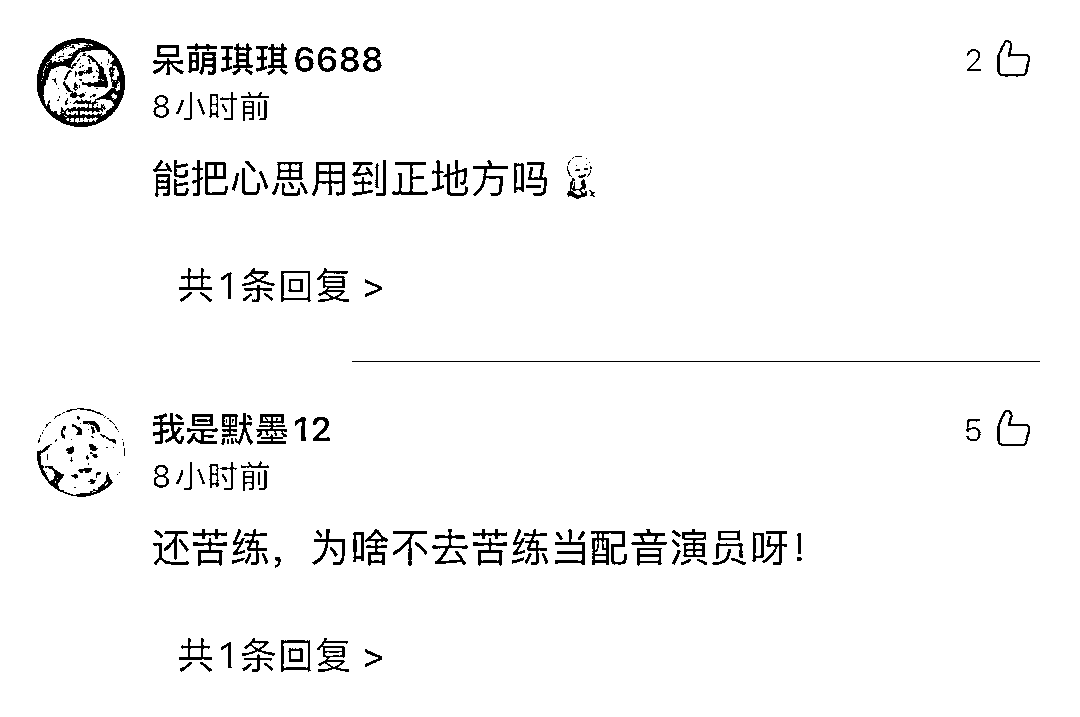 呆萌琪琪6688
2
8小时前
能把心思用到正地方吗
共1条回复 >
我是默墨12
5
8小时前
还苦练，为啥不去苦练当配音演员呀！
共1条回复 >